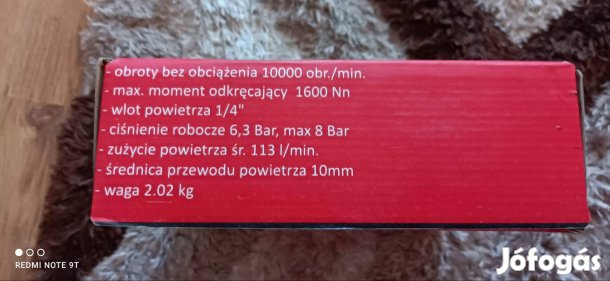 - obroty bez obciążenia 10000 obr./min.
- max. moment odkręcający 1600 Nn
- wlot powietrza 1/4"
- ciśnienie robocze 6,3 Bar, max 8 Bar
- zużycie powietrza śr. 113 l/min.
- średnica przewodu powietrza 10mm
- waga 2.02 kg
REDMI NOTE 9T
Jófogás